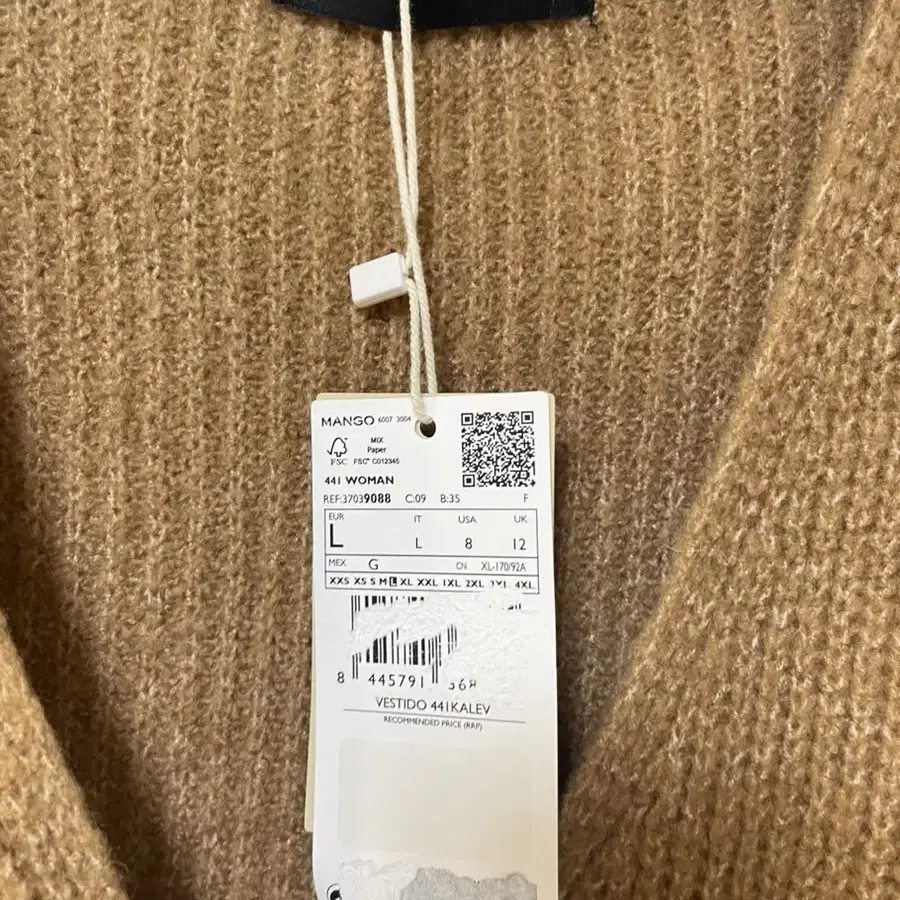 MANGO 6007 3004
MIX
Paper
FSC FSC™ C012345
441 WOMAN
REF:37039088 C:09 B:35 F
EUR IT USA UK
L L 8 12
MEX G CN XL-170/92A
XXS XS S M L XL XXL 1XL 2XL 3XL 4XL
8 445791 368
VESTIDO 441KALEV
RECOMMENDED PRICE (RRP)